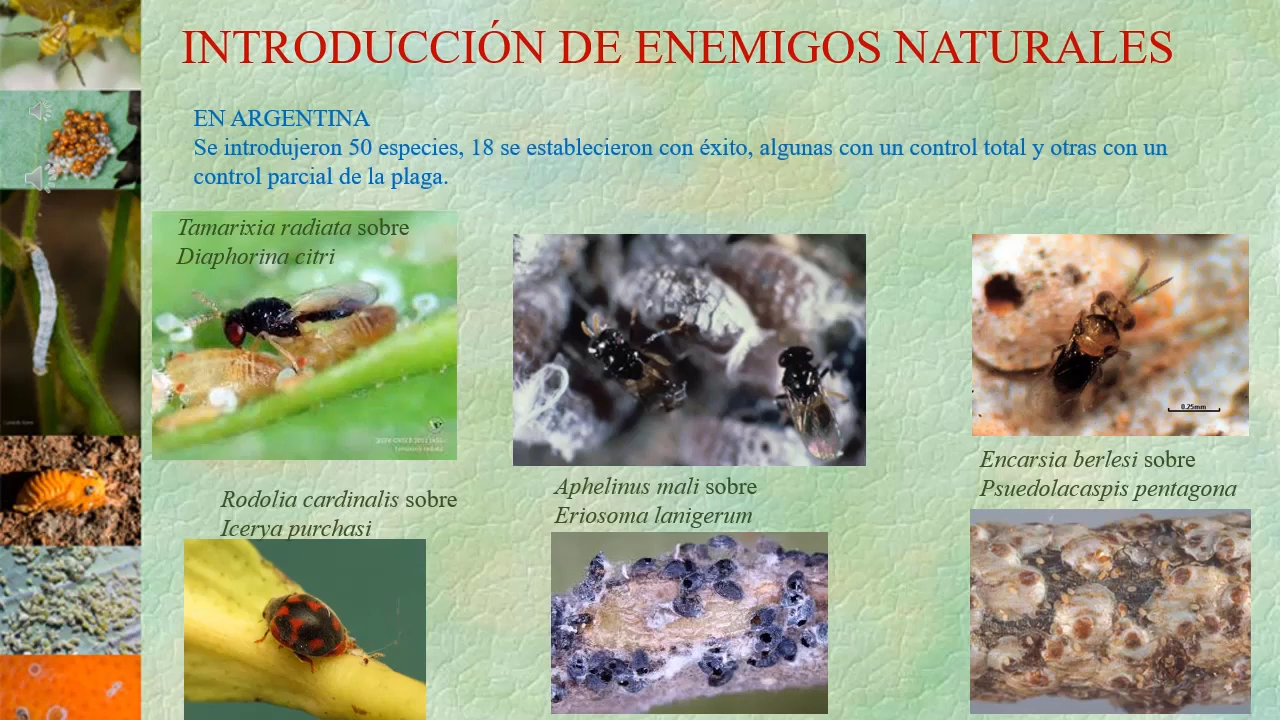 INTRODUCCIÓN DE ENEMIGOS NATURALES
EN ARGENTINA
Se introdujeron 50 especies, 18 se establecieron con éxito, algunas con un control total y otras con un
control parcial de la plaga.
Tamarixia radiata sobre
Diaphorina citri
Rodolia cardinalis sobre
Icerya purchasi
Aphelinus mali sobre
Eriosoma lanigerum
0.25mm
Encarsia berlesi sobre
Psuedolacaspis pentagona